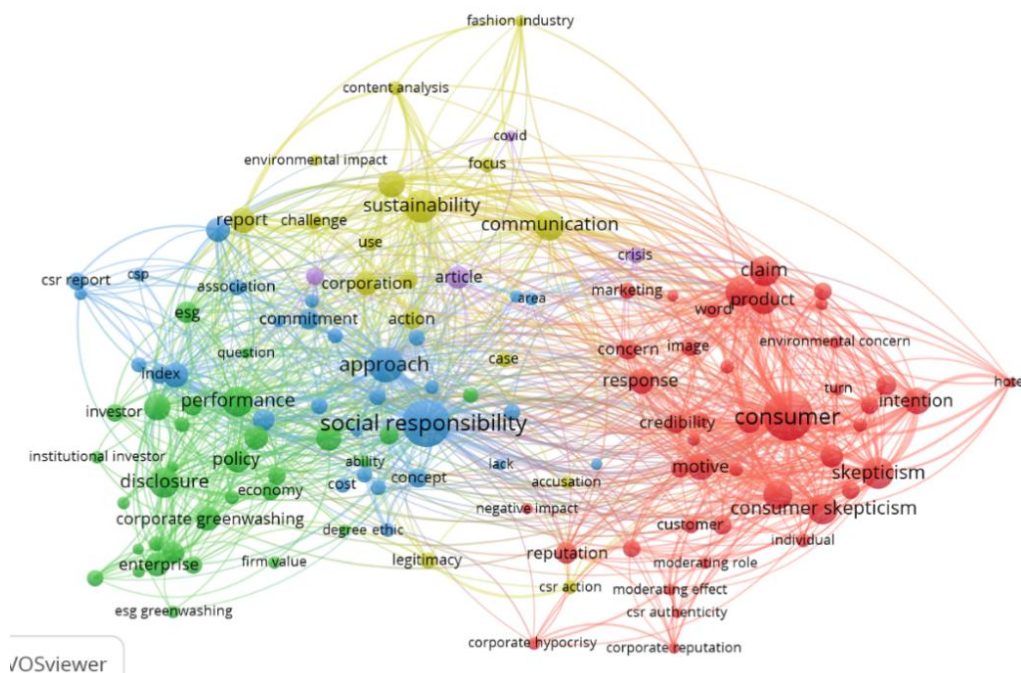 fashion industry
content analysis
covid
environmental impact
focus
sustainability
report
challenge
communication
use
crisis
claim
csr report
csp
association
corporation
article
marketing
product
area
word
esg
commitment
action
question
case
concern
image
environmental concern
index
approach
response
turn
hote
investor
performance
intention
social responsibility
credibility
consumer
institutional investor
policy
ability
lack
motive
skepticism
disclosure
economy
cost
concept
accusation
negative impact
consumer skepticism
corporate greenwashing
customer
degree ethic
individual
enterprise
firm value
legitimacy
reputation
moderating role
csr action
moderating effect
esg greenwashing
csr authenticity
corporate hypocrisy
corporate reputation
VOSviewer